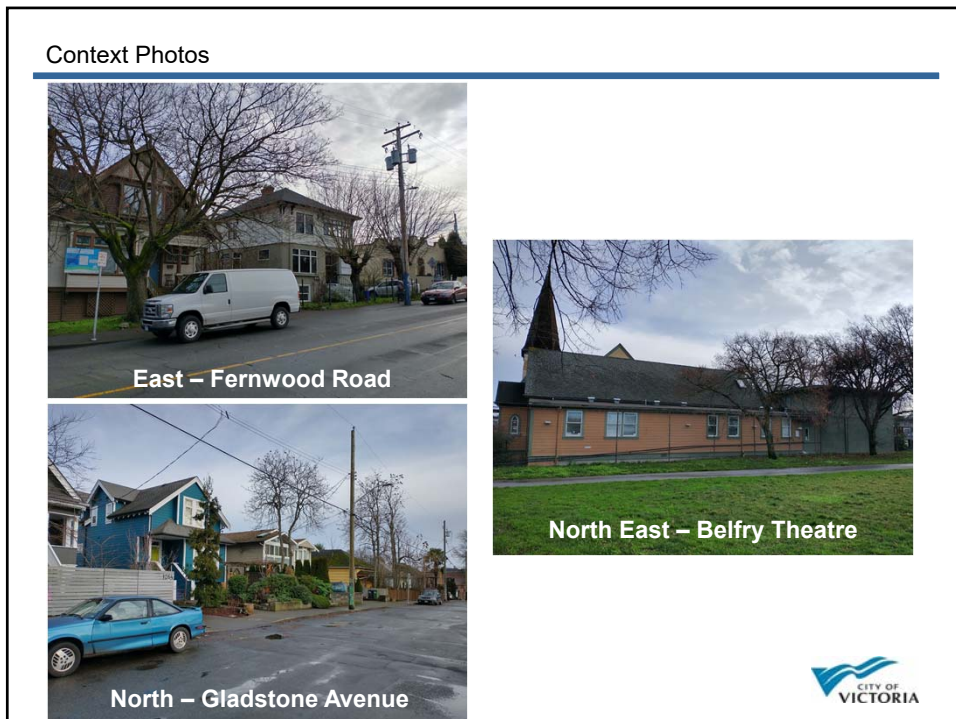 Context Photos
East – Fernwood Road
North East – Belfry Theatre
North – Gladstone Avenue
CITY OF
VICTORIA